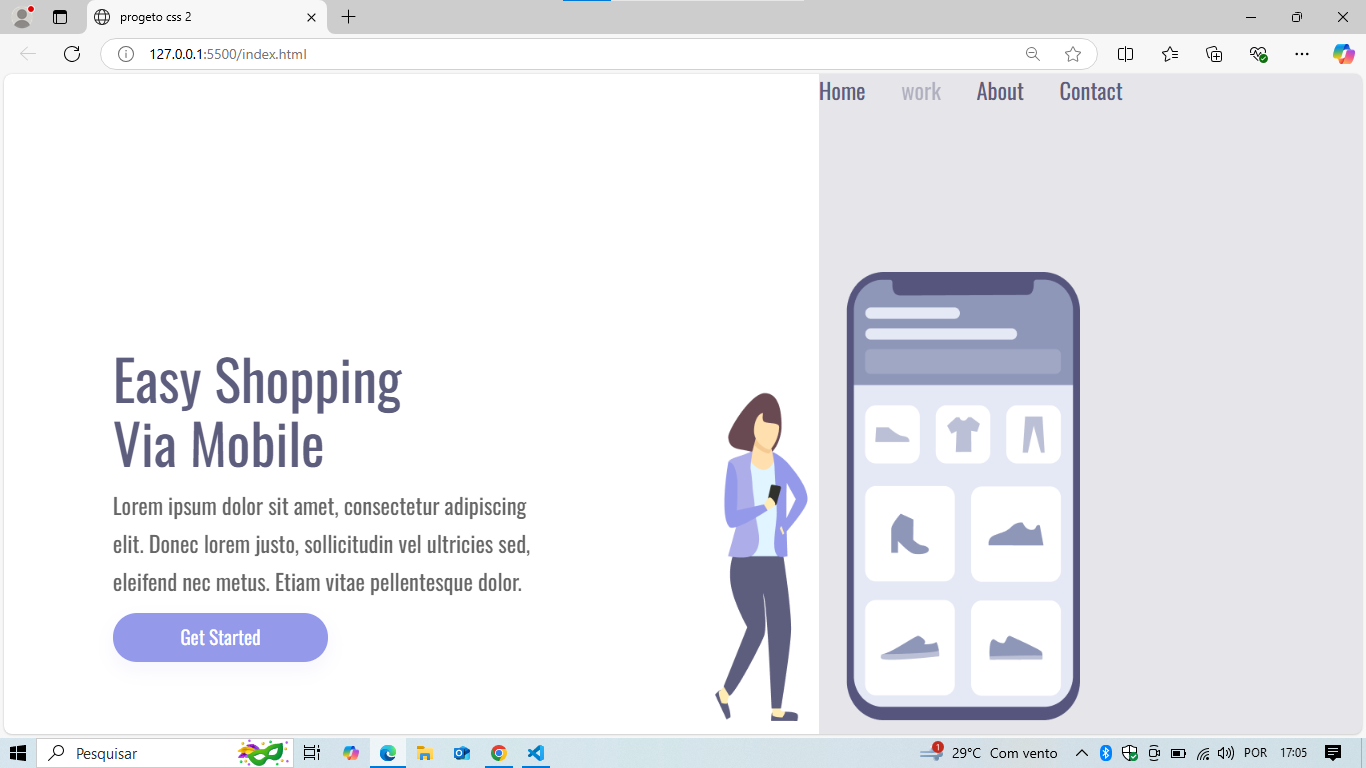 progeto css 2
127.0.0.1:5500/index.html
Home work About Contact
Easy Shopping
Via Mobile
Lorem ipsum dolor sit amet, consectetur adipiscing
elit. Donec lorem justo, sollicitudin vel ultricies sed,
eleifend nec metus. Etiam vitae pellentesque dolor.
Get Started
Pesquisar
1
29°C Com vento
POR
17:05